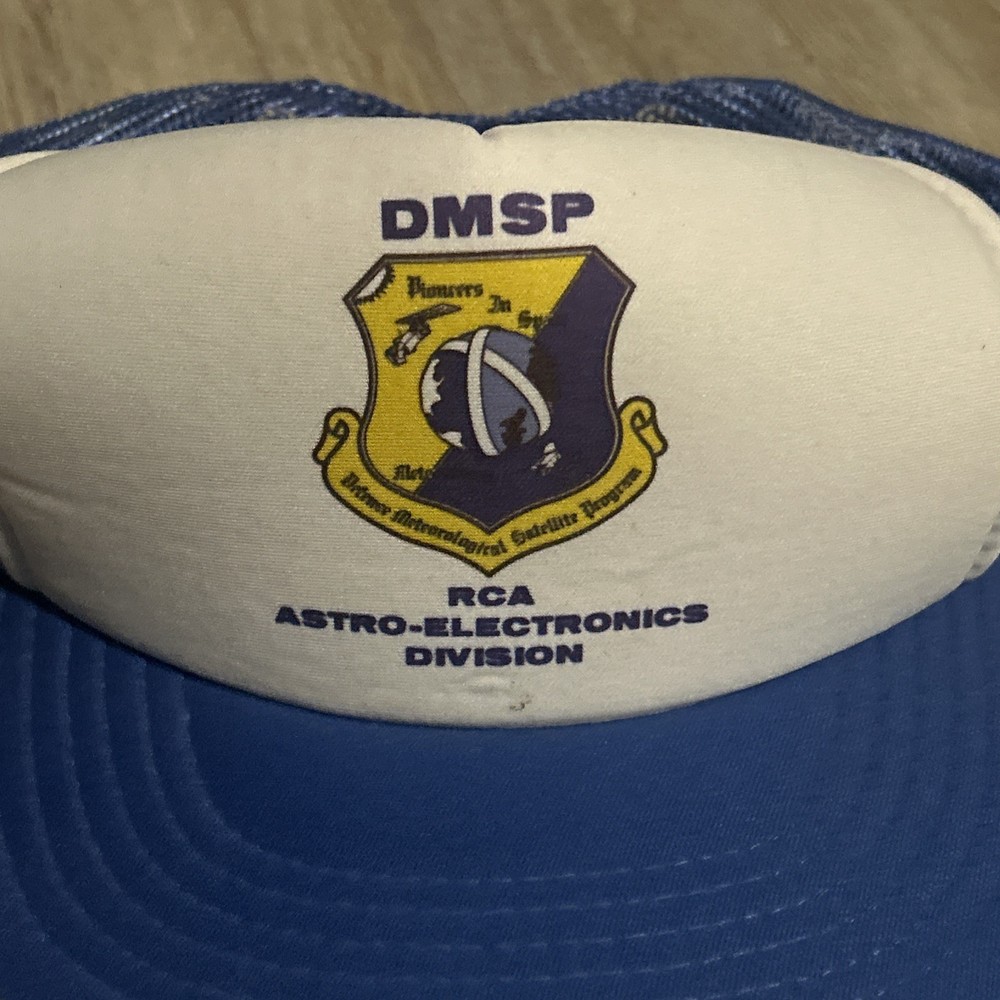 DMSP
Pioneers
In
Defense Meteorological Satellite Program
RCA
ASTRO-ELECTRONICS
DIVISION